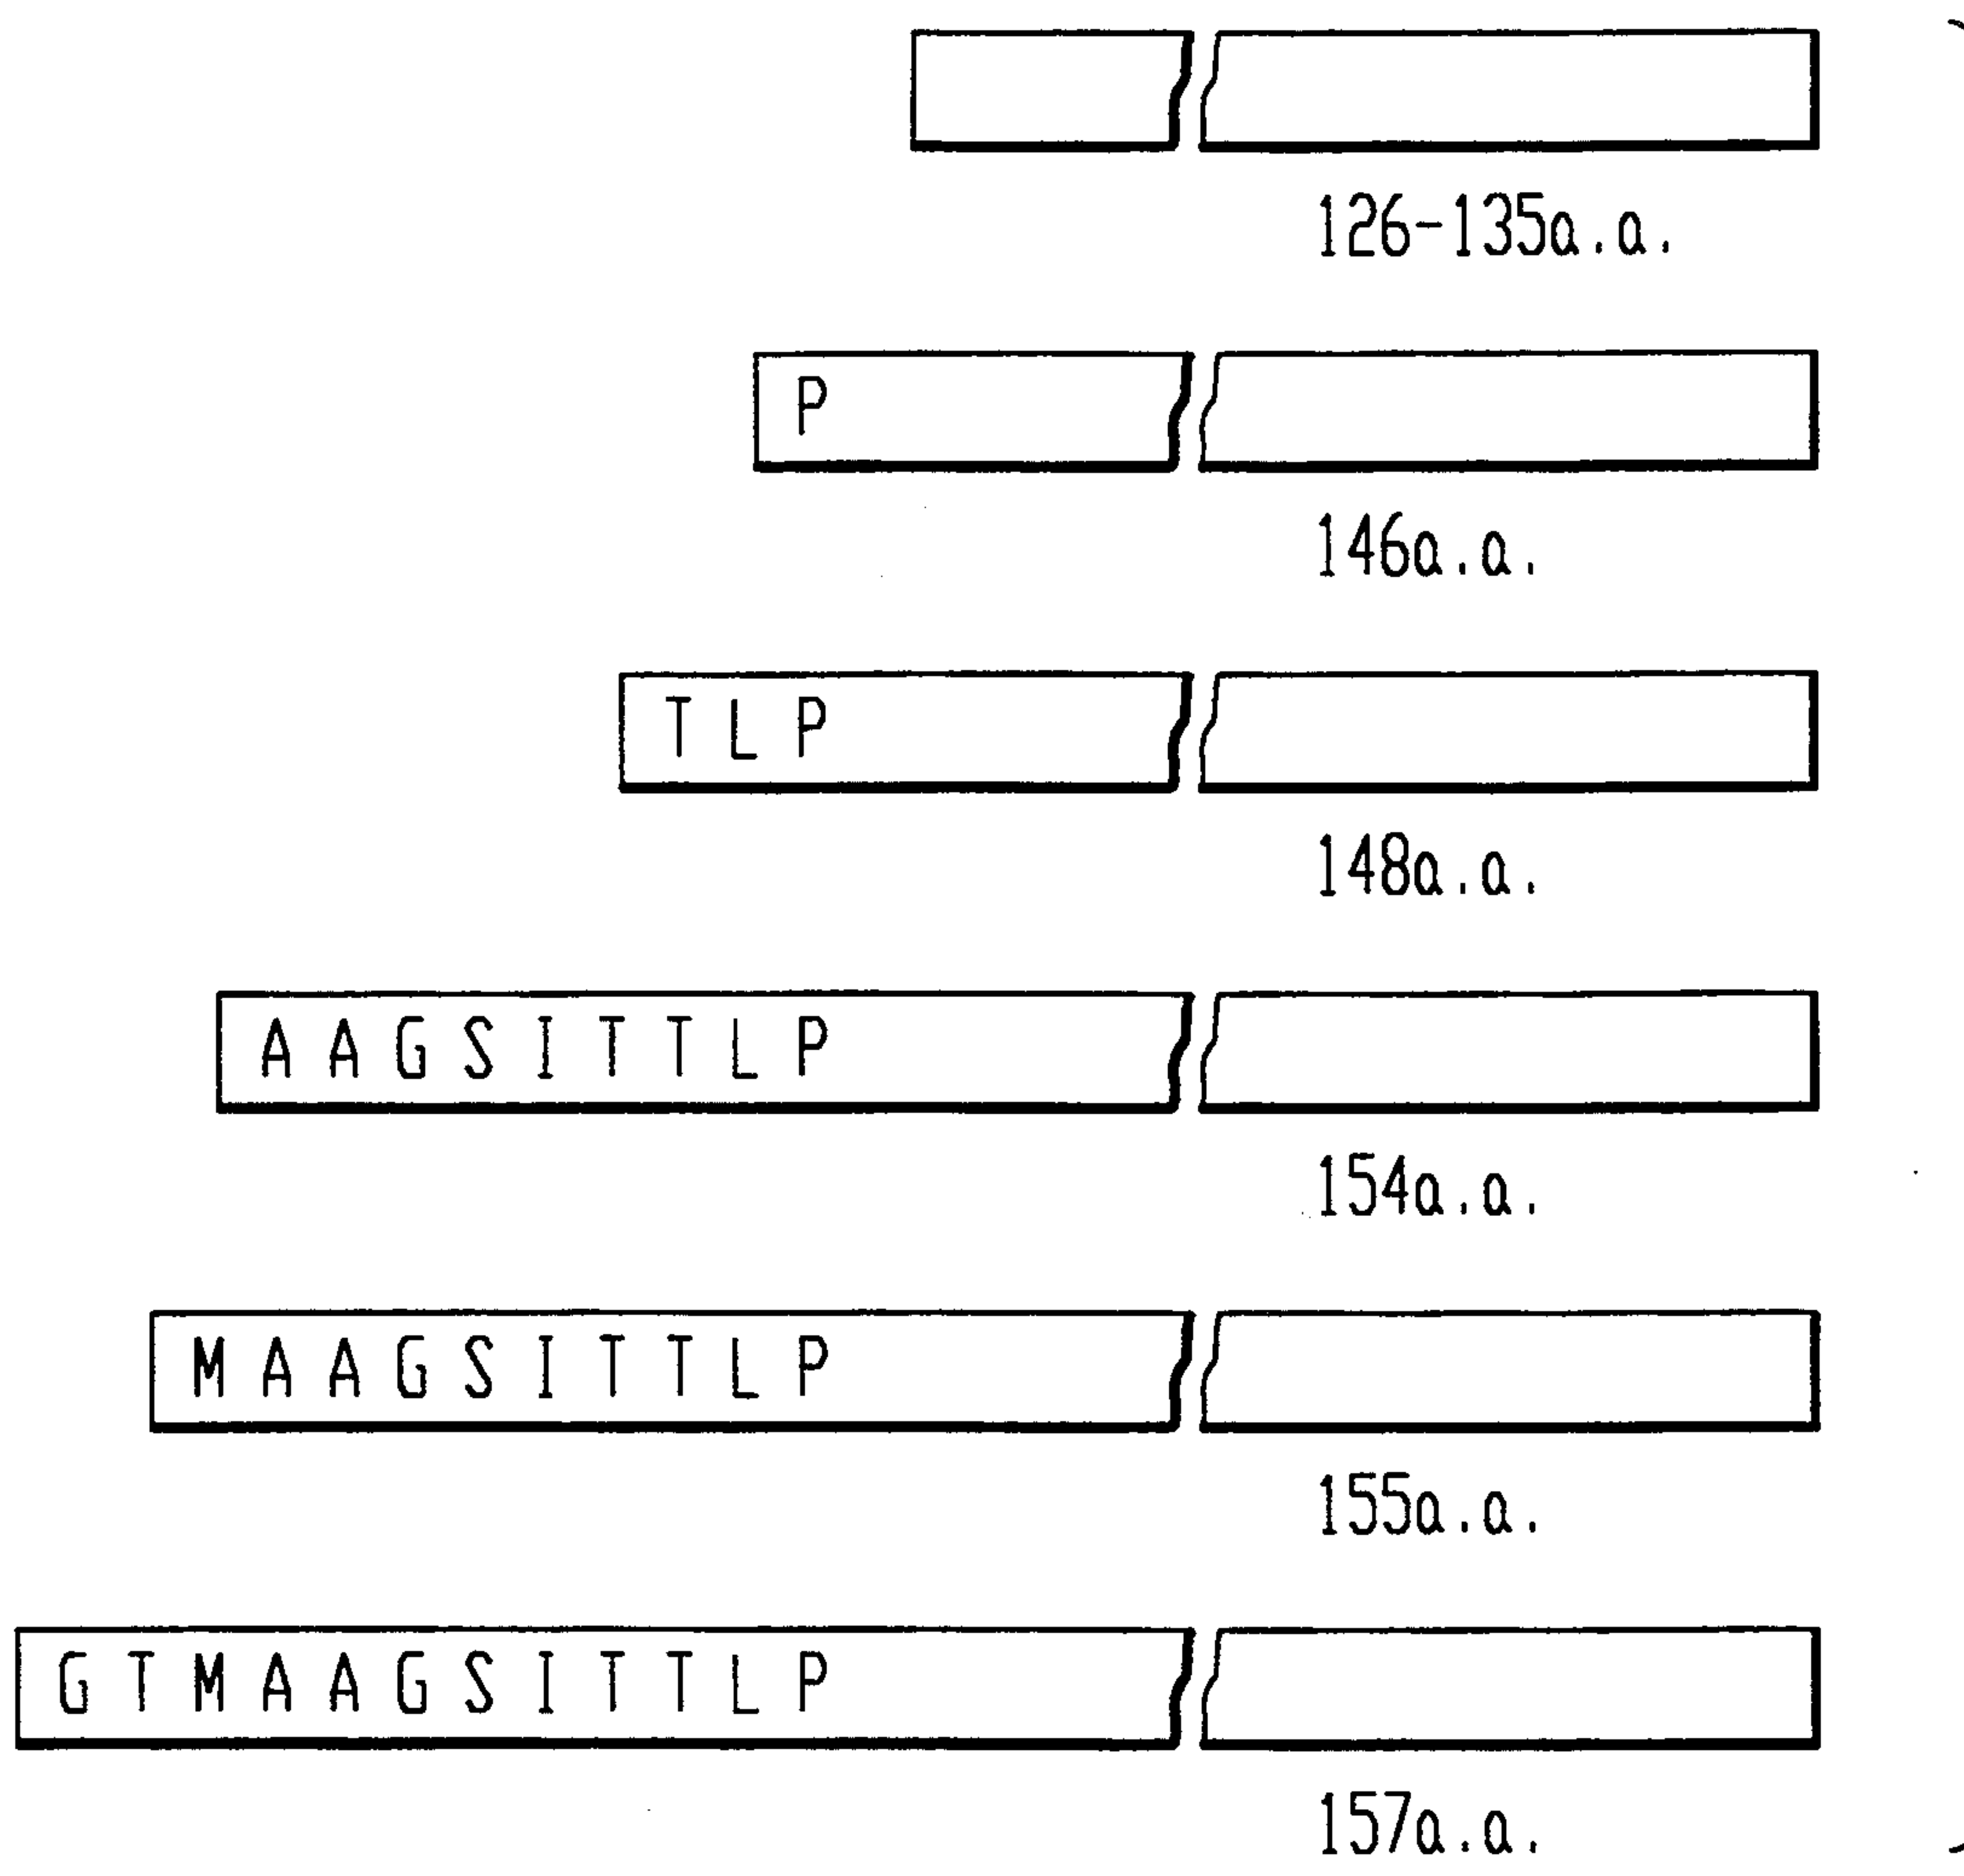 126-135a.a.
P
146a.a.
T L P
148a.a.
A A G S I T T L P
154a.a.
M A A G S I T T L P
155a.a.
G T M A A G S I T T L P
157a.a.